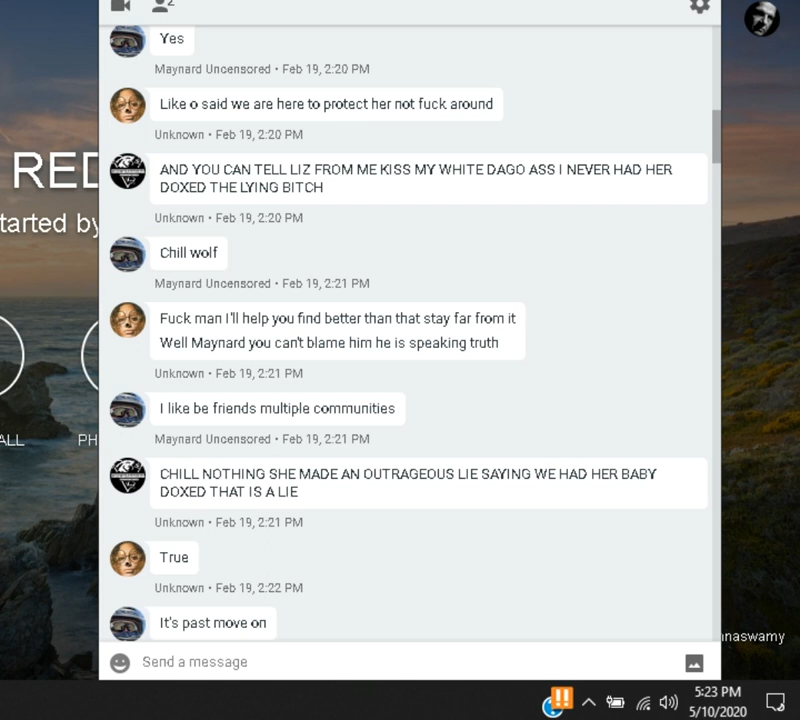 2
Yes
Maynard Uncensored • Feb 19, 2:20 PM
Like o said we are here to protect her not fuck around
Unknown • Feb 19, 2:20 PM
RED
AND YOU CAN TELL LIZ FROM ME KISS MY WHITE DAGO ASS I NEVER HAD HER
DOXED THE LYING BITCH
Unknown • Feb 19, 2:20 PM
tarted by
Chill wolf
Maynard Uncensored • Feb 19, 2:21 PM
Fuck man I'll help you find better than that stay far from it
Well Maynard you can't blame him he is speaking truth
Unknown • Feb 19, 2:21 PM
I like be friends multiple communities
Maynard Uncensored • Feb 19, 2:21 PM
ALL
PH
CHILL NOTHING SHE MADE AN OUTRAGEOUS LIE SAYING WE HAD HER BABY
DOXED THAT IS A LIE
Unknown • Feb 19, 2:21 PM
True
Unknown • Feb 19, 2:22 PM
It's past move on
nnaswamy
Send a message
5:23 PM
5/10/2020